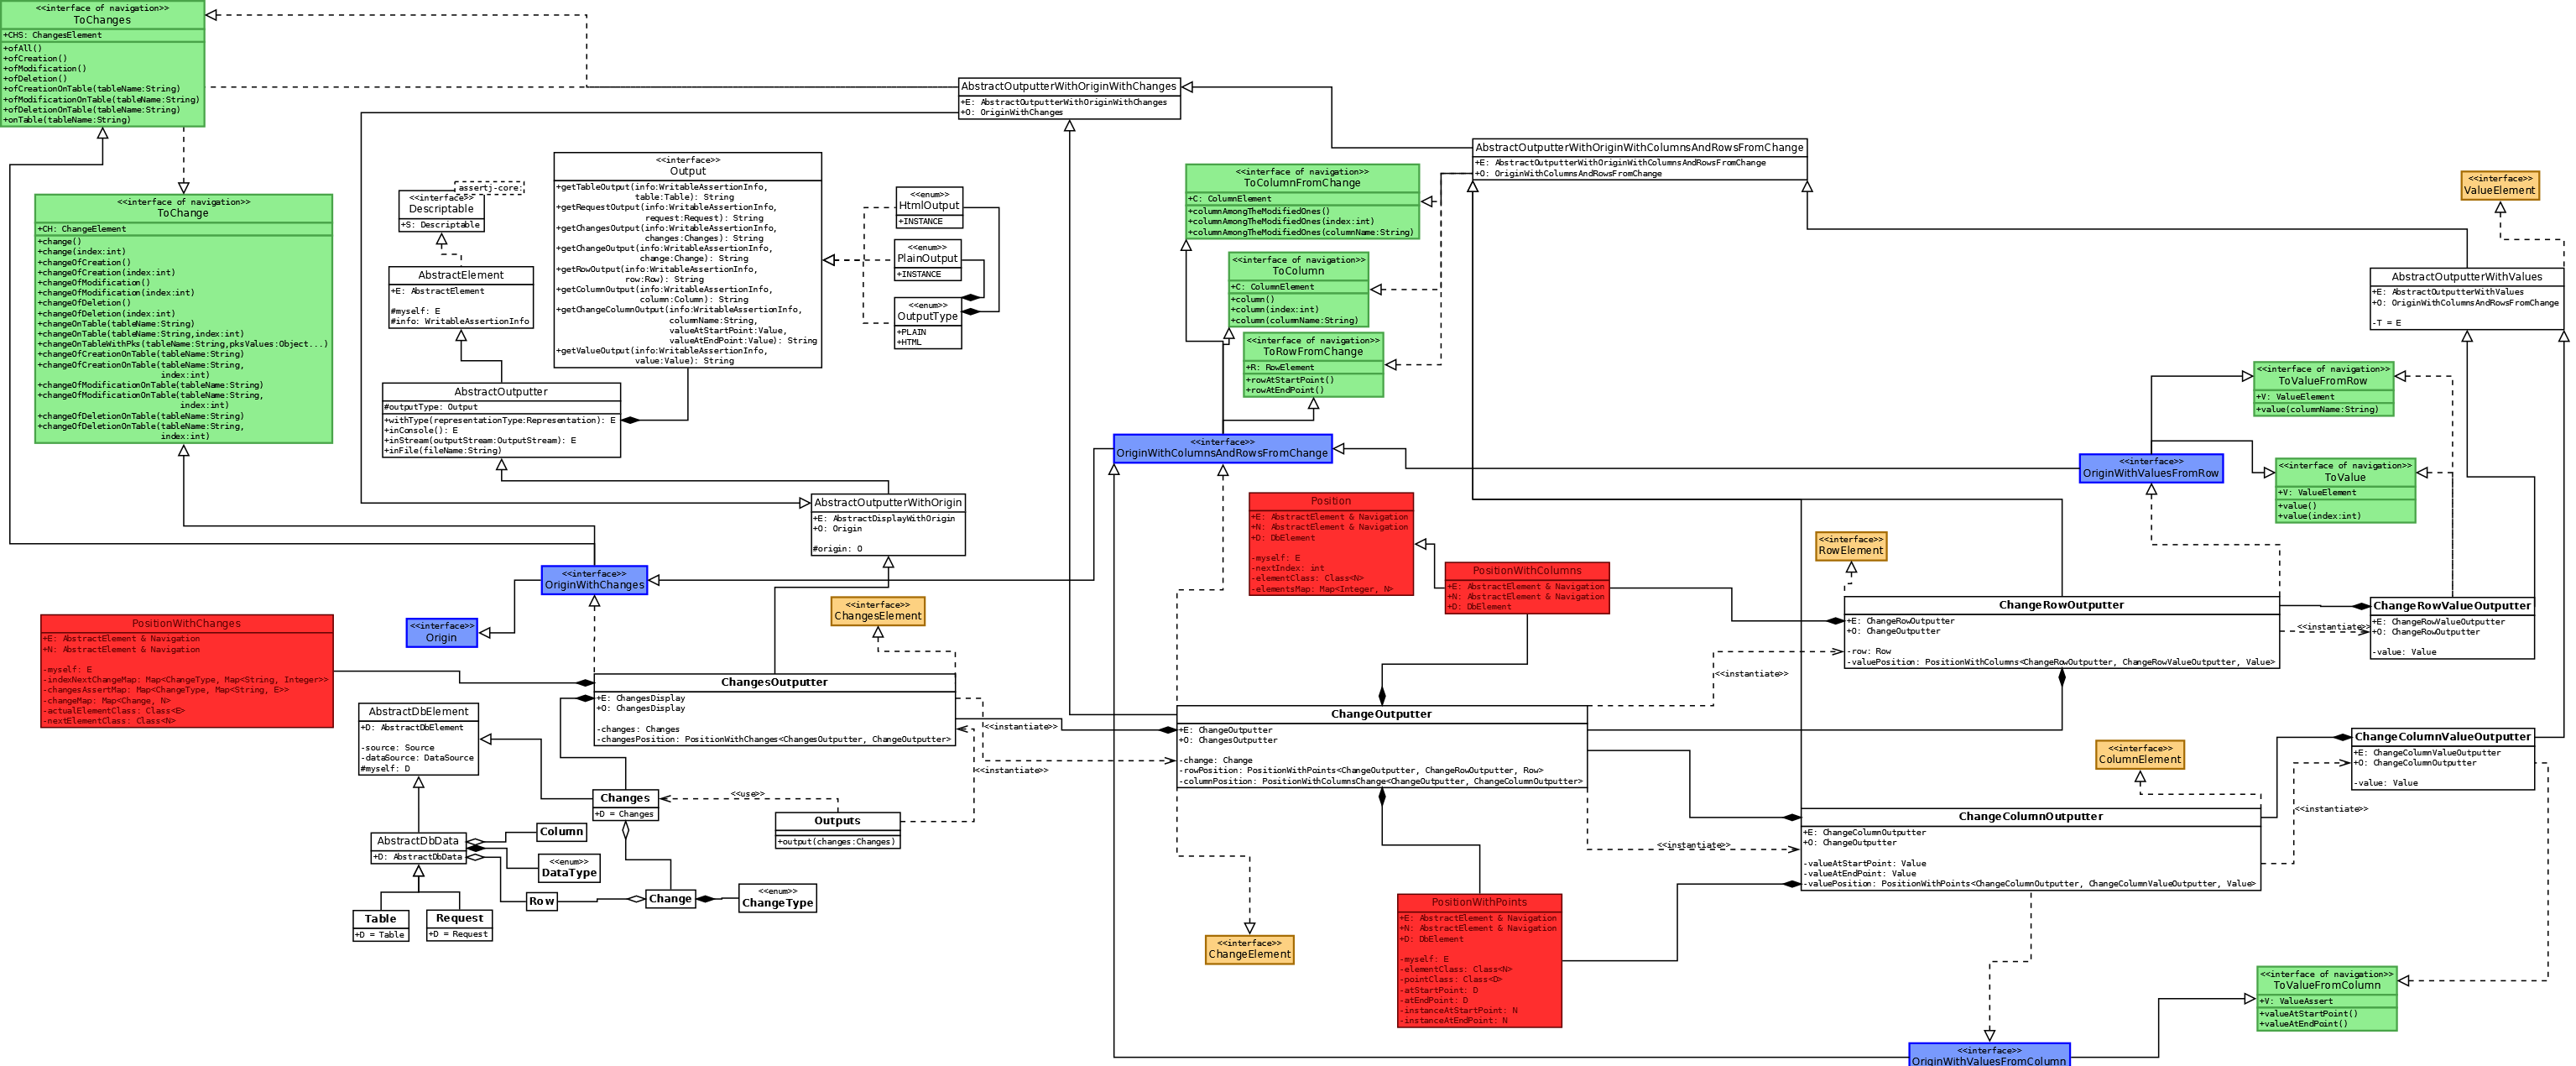 <<interface of navigation>>
ToChanges
+CHS: ChangesElement
+ofAll()
+ofCreation()
+ofModification()
+ofDeletion()
+ofCreationOnTable(tableName:String)
+ofModificationOnTable(tableName:String)
+ofDeletionOnTable(tableName:String)
+onTable(tableName:String)
<<interface of navigation>>
ToChange
+CH: ChangeElement
+change()
+change(index:int)
+changeOfCreation()
+changeOfCreation(index:int)
+changeOfModification()
+changeOfModification(index:int)
+changeOfDeletion()
+changeOfDeletion(index:int)
+changeOnTable(tableName:String)
+changeOnTable(tableName:String,index:int)
+changeOnTableWithPks(tableName:String,pksValues:Object...)
+changeOfCreationOnTable(tableName:String)
+changeOfCreationOnTable(tableName:String,
index:int)
+changeOfModificationOnTable(tableName:String)
+changeOfModificationOnTable(tableName:String,
index:int)
+changeOfDeletionOnTable(tableName:String)
+changeOfDeletionOnTable(tableName:String,
index:int)
assertj-core:
<<interface>>
Descriptable
+S: Descriptable
AbstractElement
+E: AbstractElement
#myself: E
#info: WritableAssertionInfo
AbstractOutputter
#outputType: Output
+withType(representationType:Representation): E
+inConsole(): E
+inStream(outputStream:OutputStream): E
+inFile(fileName:String)
<<interface>>
Output
+getTableOutput(info:WritableAssertionInfo,
table:Table): String
+getRequestOutput(info:WritableAssertionInfo,
request:Request): String
+getChangesOutput(info:WritableAssertionInfo,
changes:Changes): String
+getChangeOutput(info:WritableAssertionInfo,
change:Change): String
+getRowOutput(info:WritableAssertionInfo,
row:Row): String
+getColumnOutput(info:WritableAssertionInfo,
column:Column): String
+getChangeColumnOutput(info:WritableAssertionInfo,
columnName:String,
valueAtStartPoint:Value,
valueAtEndPoint:Value): String
+getValueOutput(info:WritableAssertionInfo,
value:Value): String
<<enum>>
HtmlOutput
+INSTANCE
<<enum>>
PlainOutput
+INSTANCE
<<enum>>
OutputType
+PLAIN
+HTML
AbstractOutputterWithOriginWithChanges
+E: AbstractOutputterWithOriginWithChanges
+O: OriginWithChanges
AbstractOutputterWithOrigin
+E: AbstractDisplayWithOrigin
+O: Origin
#origin: O
<<interface of navigation>>
ToColumnFromChange
+C: ColumnElement
+columnAmongTheModifiedOnes()
+columnAmongTheModifiedOnes(index:int)
+columnAmongTheModifiedOnes(columnName:String)
<<interface of navigation>>
ToColumn
+C: ColumnElement
+column()
+column(index:int)
+column(columnName:String)
<<interface of navigation>>
ToRowFromChange
+R: RowElement
+rowAtStartPoint()
+rowAtEndPoint()
AbstractOutputterWithOriginWithColumnsAndRowsFromChange
+E: AbstractOutputterWithOriginWithColumnsAndRowsFromChange
+O: OriginWithColumnsAndRowsFromChange
<<interface>>
ValueElement
AbstractOutputterWithValues
+E: AbstractOutputterWithValues
+O: OriginWithColumnsAndRowsFromChange
-T = E
<<interface of navigation>>
ToValueFromRow
+V: ValueElement
+value(columnName:String)
<<interface of navigation>>
ToValue
+V: ValueElement
+value()
+value(index:int)
<<interface>>
OriginWithColumnsAndRowsFromChange
<<interface>>
OriginWithValuesFromRow
Position
+E: AbstractElement & Navigation
+N: AbstractElement & Navigation
+D: DbElement
-myself: E
-nextIndex: int
-elementClass: Class<N>
-elementsMap: Map<Integer, N>
PositionWithColumns
+E: AbstractElement & Navigation
+N: AbstractElement & Navigation
+D: DbElement
<<interface>>
RowElement
ChangeRowOutputter
+E: ChangeRowOutputter
+O: ChangeOutputter
-row: Row
-valuePosition: PositionWithColumns<ChangeRowOutputter, ChangeRowValueOutputter, Value>
<<instantiate>>
ChangeRowValueOutputter
+E: ChangeRowValueOutputter
+O: ChangeRowOutputter
-value: Value
<<interface>>
OriginWithChanges
<<interface>>
Origin
<<interface>>
ChangesElement
PositionWithChanges
+E: AbstractElement & Navigation
+N: AbstractElement & Navigation
-myself: E
-indexNextChangeMap: Map<ChangeType, Map<String, Integer>>
-changesAssertMap: Map<ChangeType, Map<String, E>>
-changeMap: Map<Change, N>
-actualElementClass: Class<E>
-nextElementClass: Class<N>
ChangesOutputter
+E: ChangesDisplay
+O: ChangesDisplay
-changes: Changes
-changesPosition: PositionWithChanges<ChangesOutputter, ChangeOutputter>
<<instantiate>>
<<instantiate>>
<<instantiate>>
ChangeOutputter
+E: ChangeOutputter
+O: ChangesOutputter
-change: Change
-rowPosition: PositionWithPoints<ChangeOutputter, ChangeRowOutputter, Row>
-columnPosition: PositionWithColumnsChange<ChangeOutputter, ChangeColumnOutputter>
AbstractDbElement
+D: AbstractDbElement
-source: Source
-dataSource: DataSource
#myself: D
Changes
+D = Changes
<<use>>
Outputs
+output(changes:Changes)
AbstractDbData
+D: AbstractDbData
Column
<<enum>>
DataType
Row
Change
<<enum>>
ChangeType
Table
+D = Table
Request
+D = Request
<<interface>>
ColumnElement
ChangeColumnValueOutputter
+E: ChangeColumnValueOutputter
+O: ChangeColumnOutputter
-value: Value
<<instantiate>>
<<instantiate>>
ChangeColumnOutputter
+E: ChangeColumnOutputter
+O: ChangeOutputter
-valueAtStartPoint: Value
-valueAtEndPoint: Value
-valuePosition: PositionWithPoints<ChangeColumnOutputter, ChangeColumnValueOutputter, Value>
PositionWithPoints
+E: AbstractElement & Navigation
+N: AbstractElement & Navigation
+D: DbElement
-myself: E
-elementClass: Class<N>
-pointClass: Class<D>
-atStartPoint: D
-atEndPoint: D
-instanceAtStartPoint: N
-instanceAtEndPoint: N
<<interface>>
ChangeElement
<<interface of navigation>>
ToValueFromColumn
+V: ValueAssert
+valueAtStartPoint()
+valueAtEndPoint()
<<interface>>
OriginWithValuesFromColumn